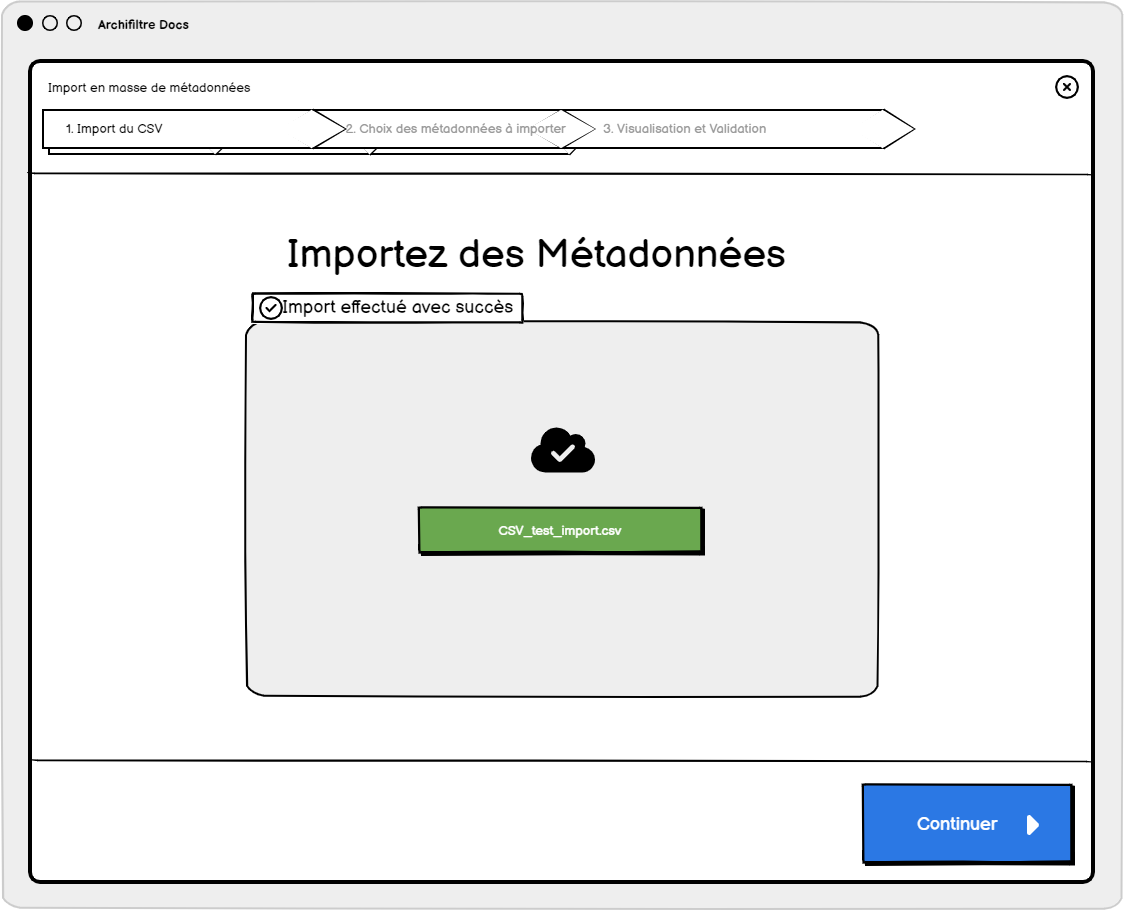 Archifiltre Docs
Import en masse de métadonnées
1. Import du CSV
2. Choix des métadonnées à importer
3. Visualisation et Validation
Importez des Métadonnées
Import effectué avec succès
CSV_test_import.csv
Continuer